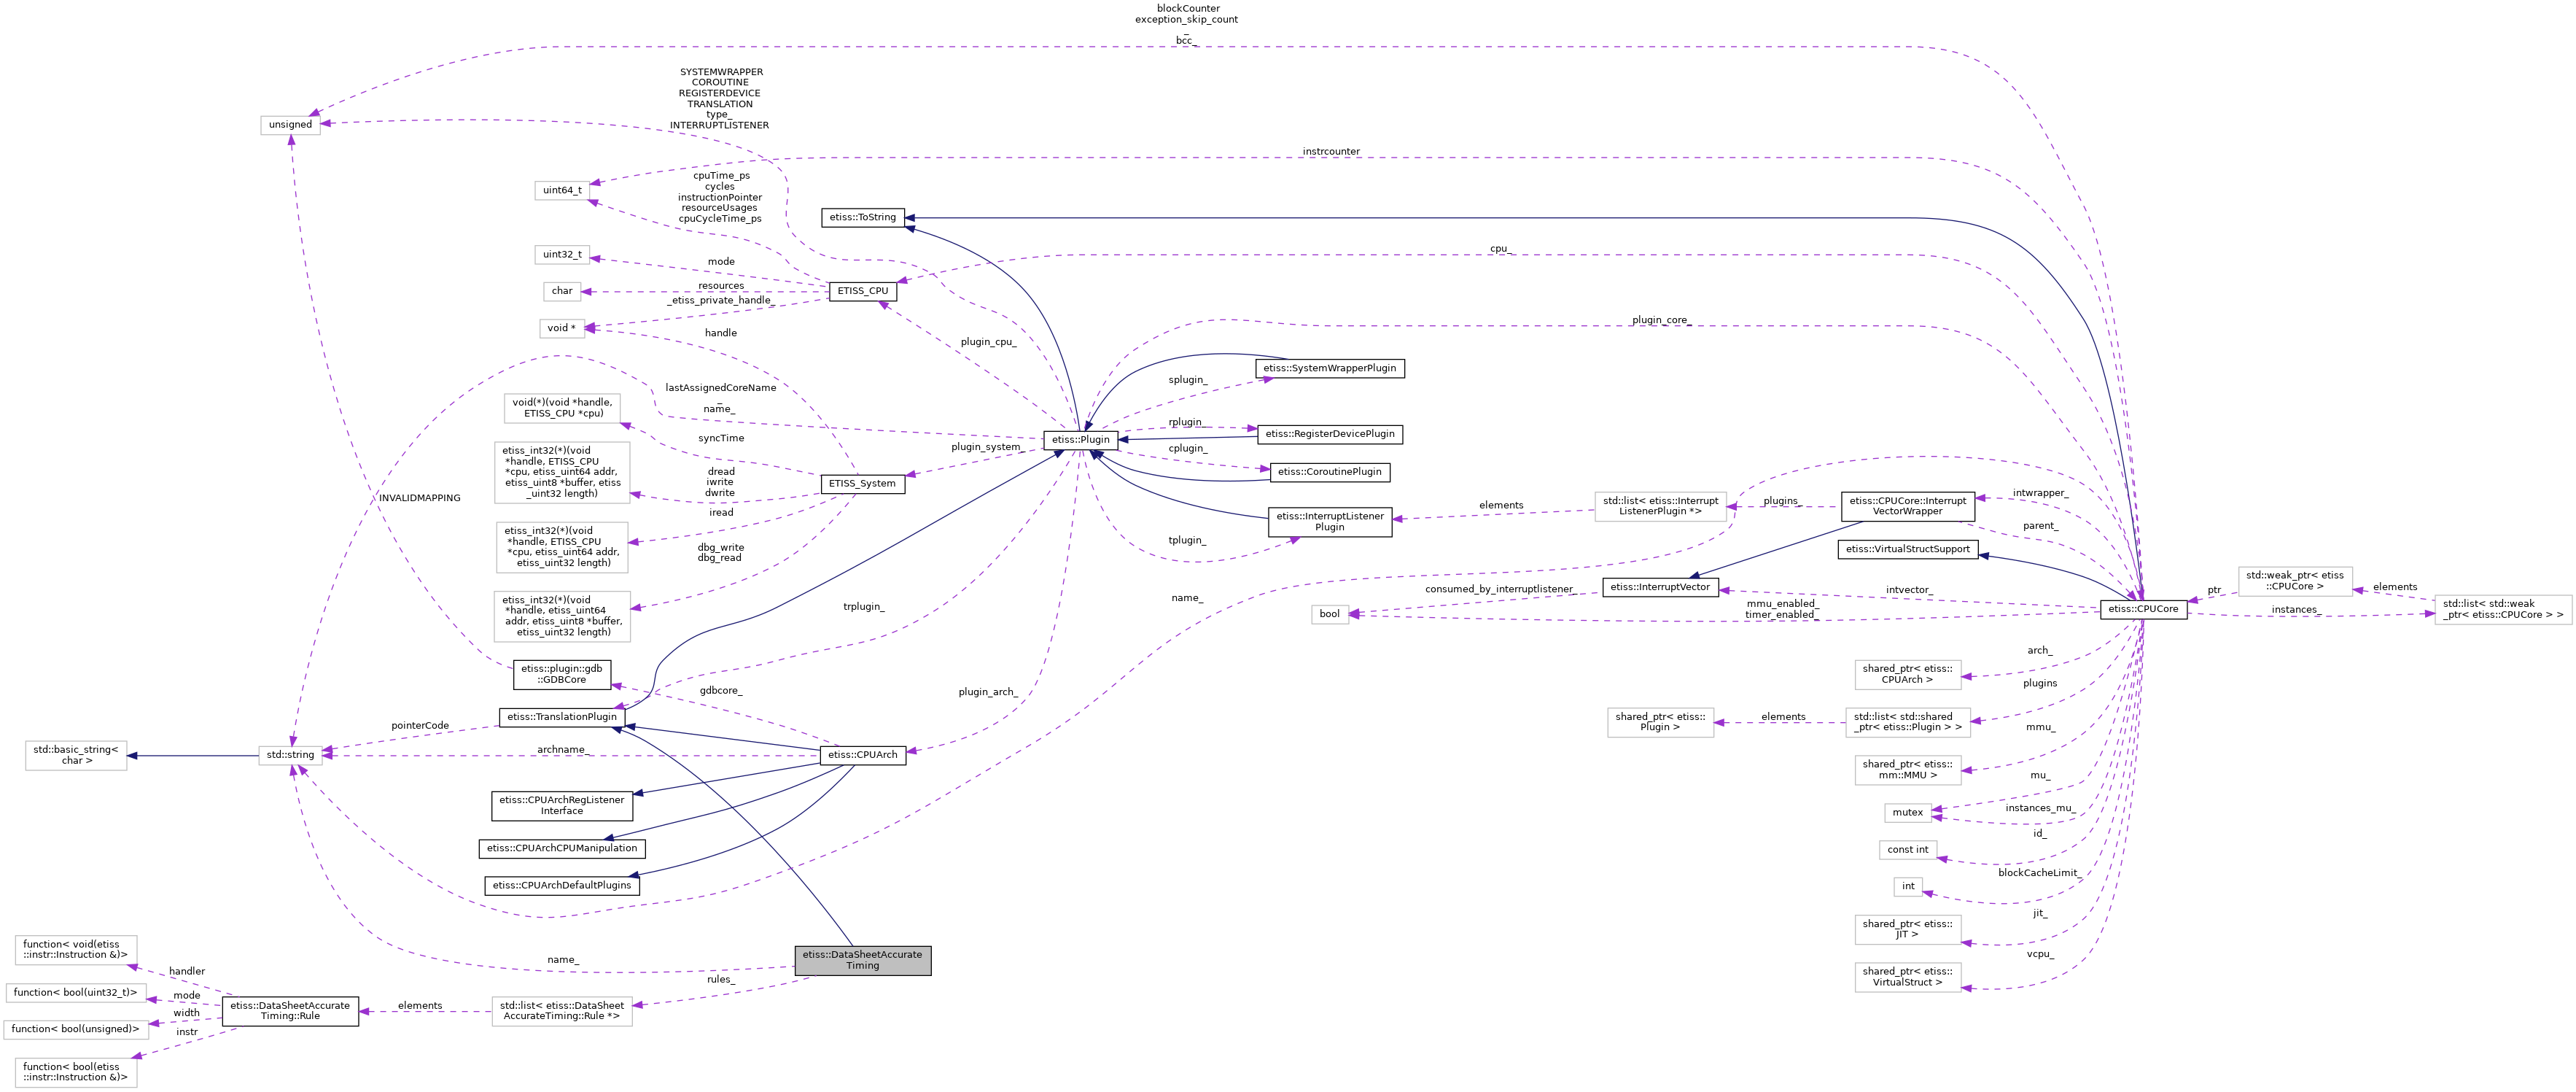 blockCounter
exception_skip_count
_
bcc_
SYSTEMWRAPPER
COROUTINE
REGISTERDEVICE
TRANSLATION
type_
INTERRUPTLISTENER
unsigned
instrcounter
uint64_t
cpuTime_ps
cycles
instructionPointer
resourceUsages
cpuCycleTime_ps
etiss::ToString
uint32_t
mode
cpu_
char
resources
ETISS_CPU
_etiss_private_handle_
void *
handle
plugin_cpu_
plugin_core_
etiss::SystemWrapperPlugin
splugin_
lastAssignedCoreName
_
name_
void(*)(void *handle,
ETISS_CPU *cpu)
syncTime
etiss::Plugin
rplugin_
etiss::RegisterDevicePlugin
cplugin_
etiss::CoroutinePlugin
plugin_system_
etiss_int32(*)(void
*handle, ETISS_CPU
*cpu, etiss_uint64 addr,
etiss_uint8 *buffer, etiss
_uint32 length)
dread
iwrite
dwrite
ETISS_System
INVALIDMAPPING
iread
etiss_int32(*)(void
*handle, ETISS_CPU
*cpu, etiss_uint64 addr,
etiss_uint32 length)
dbg_write
dbg_read
etiss_int32(*)(void
*handle, etiss_uint64
addr, etiss_uint8 *buffer,
etiss_uint32 length)
etiss::InterruptListener
Plugin
tplugin_
elements
std::list< etiss::Interrupt
ListenerPlugin *>
plugins_
etiss::CPUCore::Interrupt
VectorWrapper
intwrapper_
parent_
etiss::VirtualStructSupport
etiss::InterruptVector
intvector_
consumed_by_interruptlistener_
bool
mmu_enabled_
timer_enabled_
etiss::CPUCore
ptr
std::weak_ptr< etiss
::CPUCore >
elements
instances_
std::list< std::weak
_ptr< etiss::CPUCore > >
name_
trplugin_
plugin_arch_
etiss::plugin::gdb
::GDBCore
gdbcore_
etiss::TranslationPlugin
pointerCode
std::basic_string<
char >
std::string
archname_
etiss::CPUArch
etiss::CPUArchRegListener
Interface
etiss::CPUArchCPUManipulation
etiss::CPUArchDefaultPlugins
arch_
shared_ptr< etiss::
CPUArch >
plugins
shared_ptr< etiss::
Plugin >
elements
std::list< std::shared
_ptr< etiss::Plugin > >
mmu_
shared_ptr< etiss::
mm::MMU >
mu_
mutex
instances_mu_
id_
const int
blockCacheLimit_
int
jit_
shared_ptr< etiss::
JIT >
vcpu_
shared_ptr< etiss::
VirtualStruct >
etiss::DataSheetAccurate
Timing
name_
rules_
function< void(etiss
::instr::Instruction &)>
handler
function< bool(uint32_t)>
mode
etiss::DataSheetAccurate
Timing::Rule
elements
std::list< etiss::DataSheet
AccurateTiming::Rule *>
width
function< bool(unsigned)>
instr
function< bool(etiss
::instr::Instruction &)>